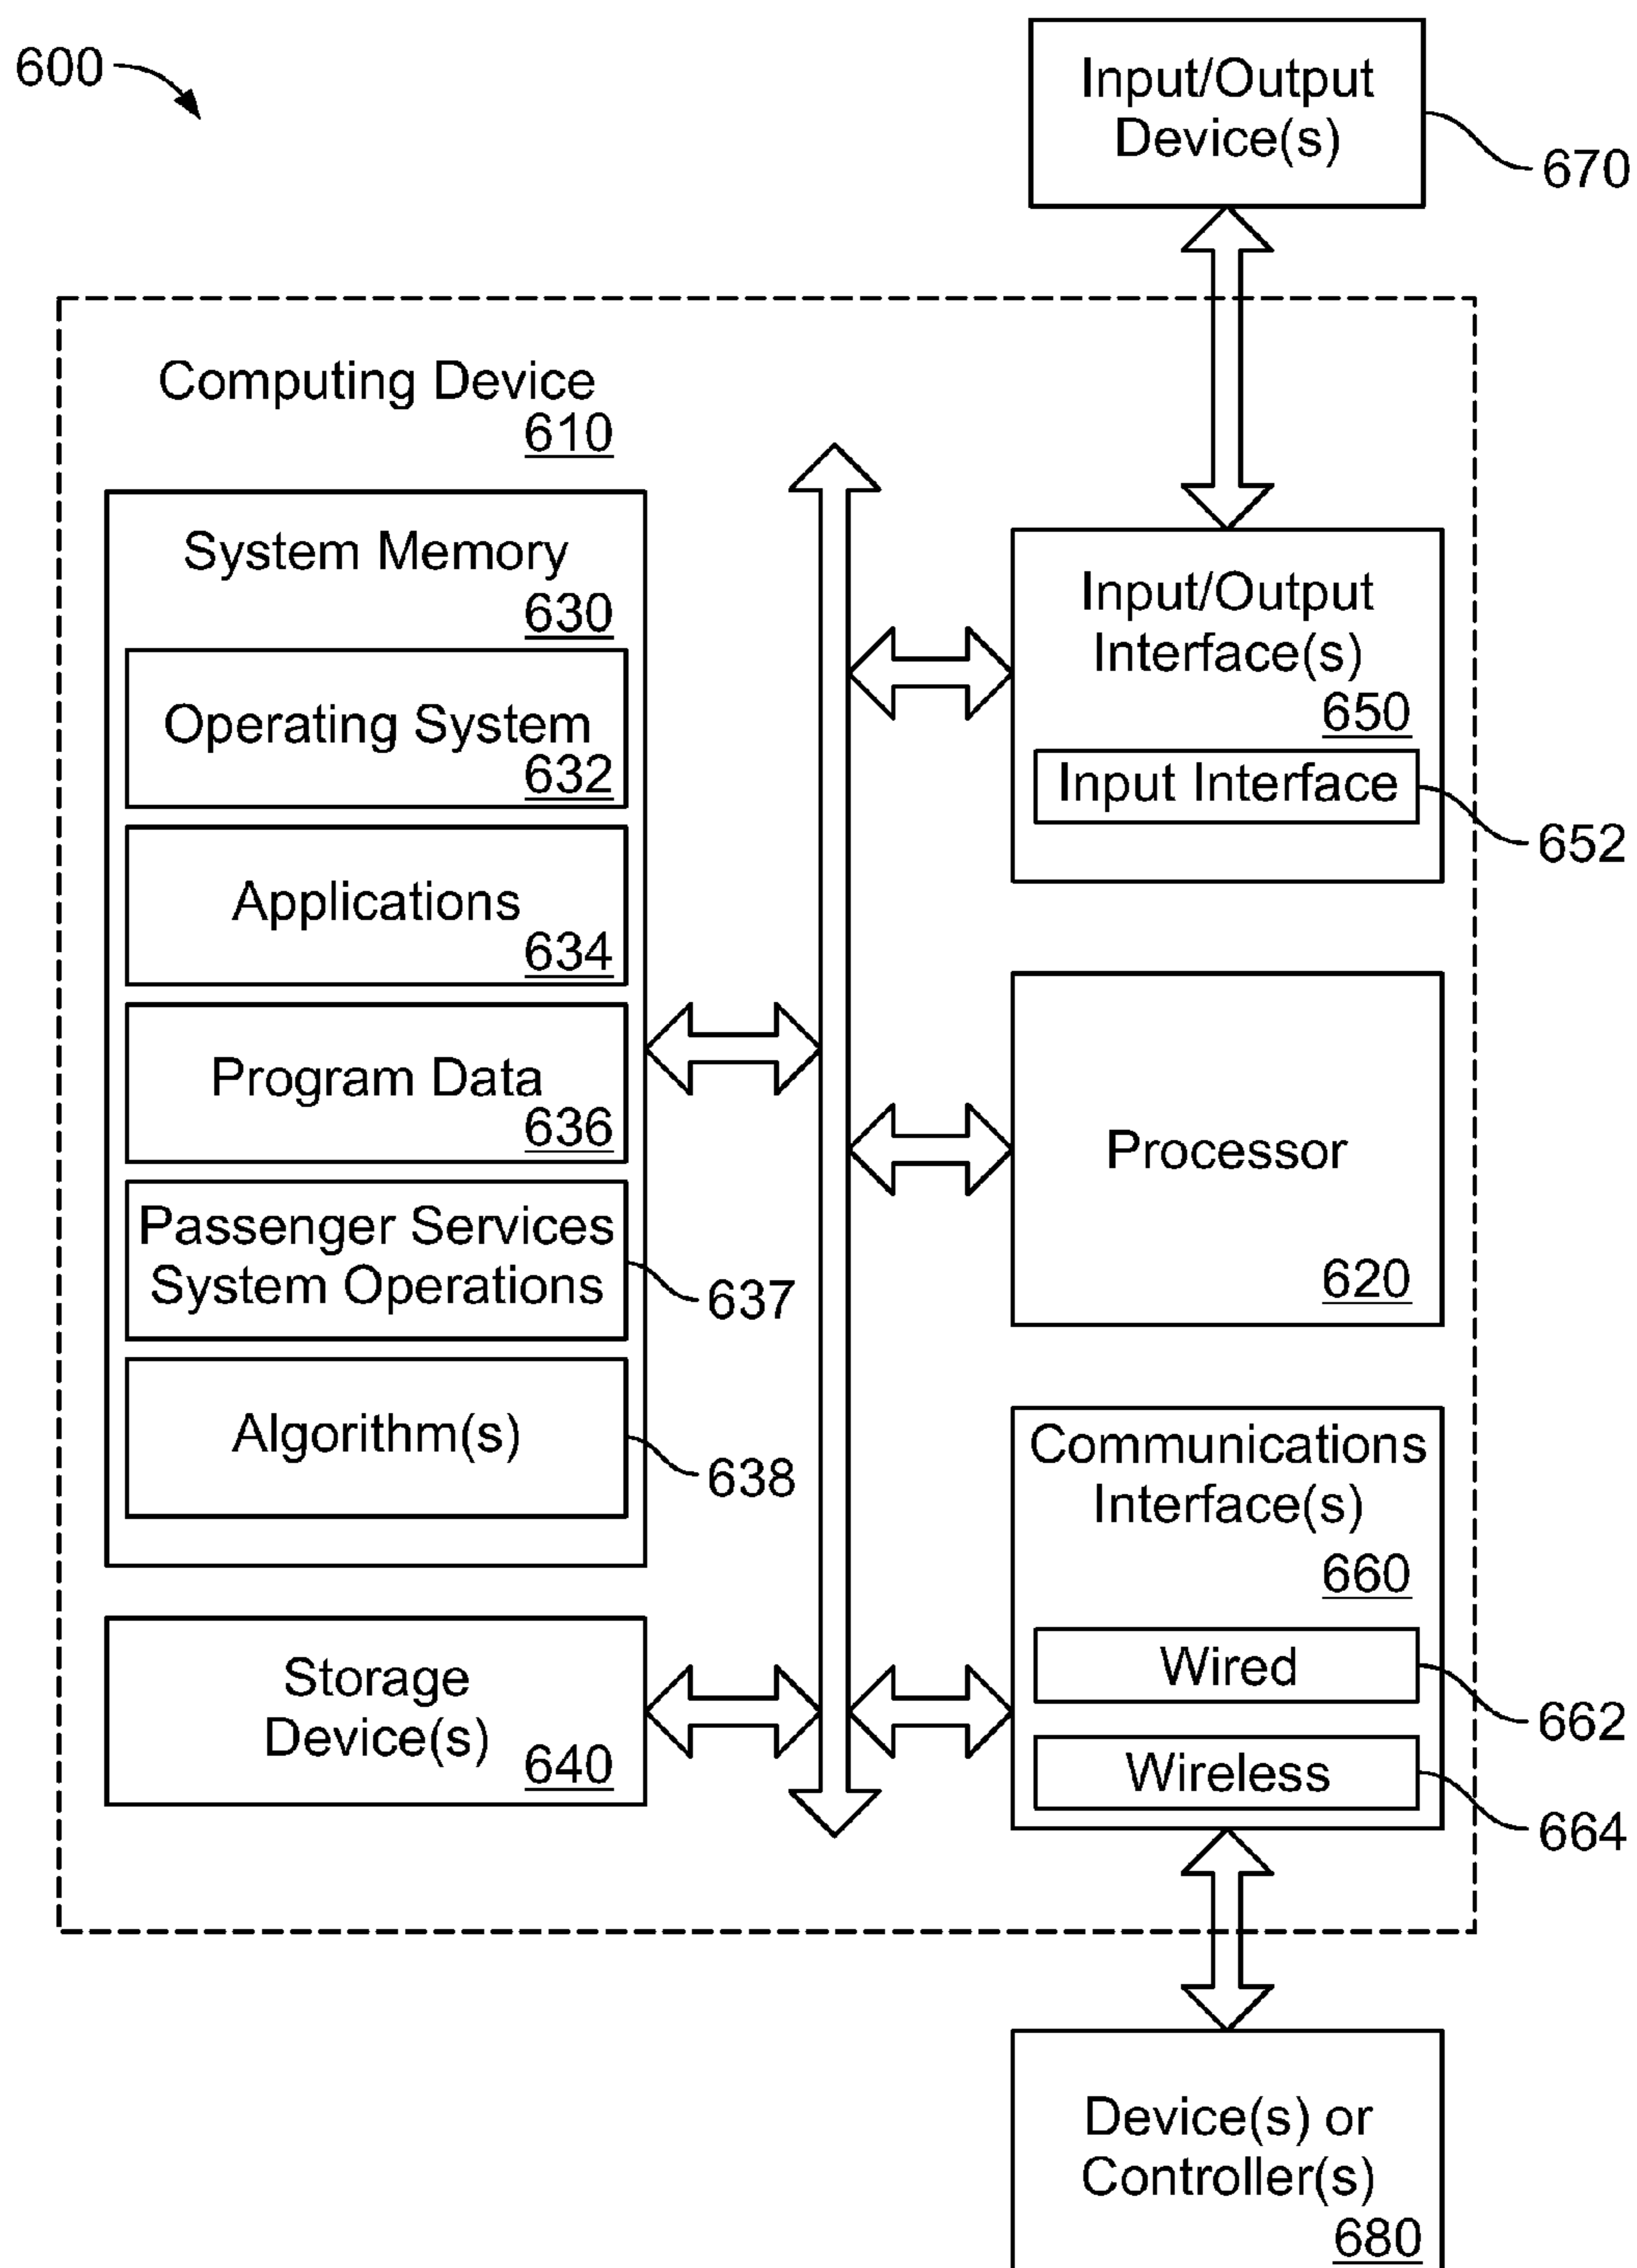 600
Input/Output
Device(s)
670
Computing Device
610
System Memory
630
Operating System
632
Applications
634
Program Data
636
Passenger Services
System Operations
637
Algorithm(s)
638
Storage
Device(s)
640
Input/Output
Interface(s)
650
Input Interface
652
Processor
620
Communications
Interface(s)
660
Wired
662
Wireless
664
Device(s) or
Controller(s)
680